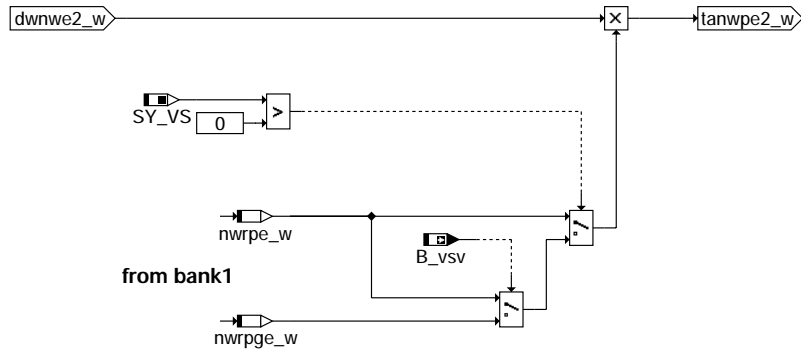 dwnwe2_w
tanwpe2_w
SY_VS
0
>
nwrpe_w
B_vsv
from bank1
nwrpge_w